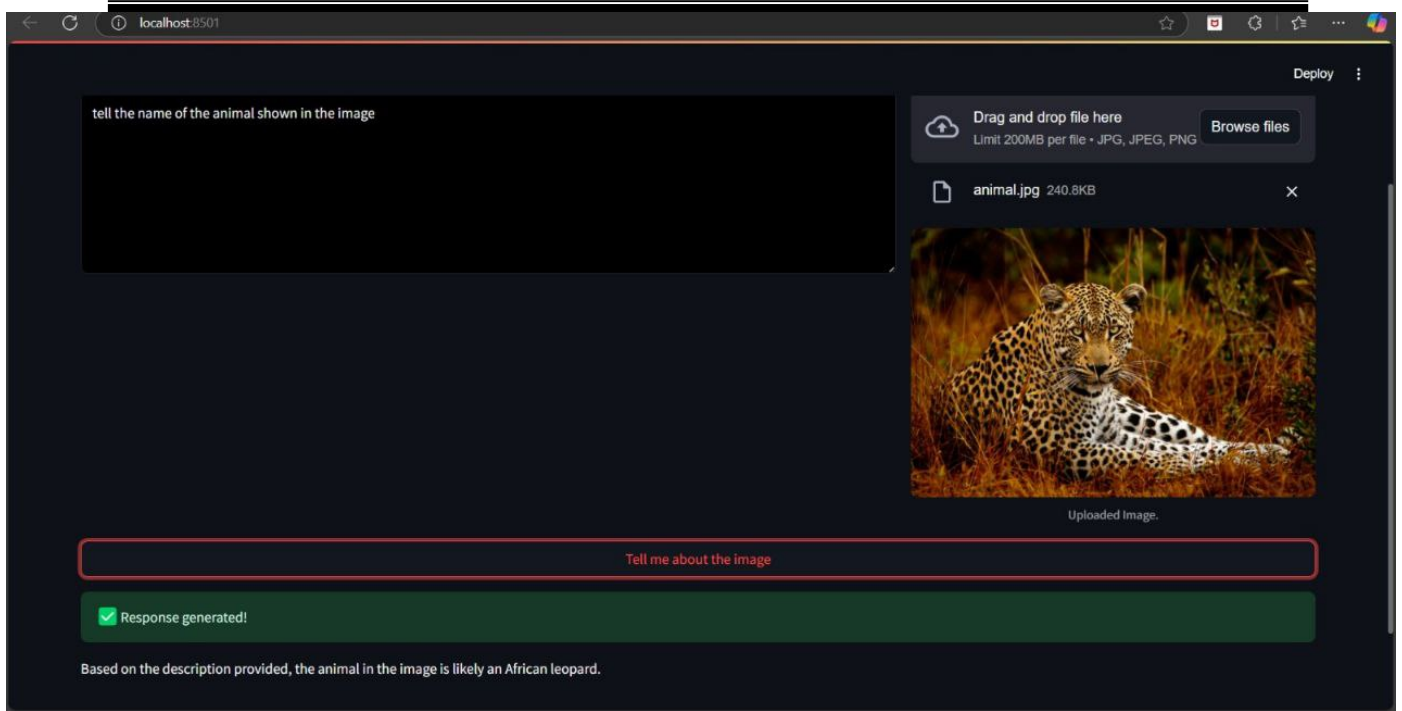 localhost:8501
Deploy
tell the name of the animal shown in the image
Drag and drop file here
Limit 200MB per file • JPG, JPEG, PNG
Browse files
animal.jpg 240.8KB
Uploaded Image.
Tell me about the image
Response generated!
Based on the description provided, the animal in the image is likely an African leopard.